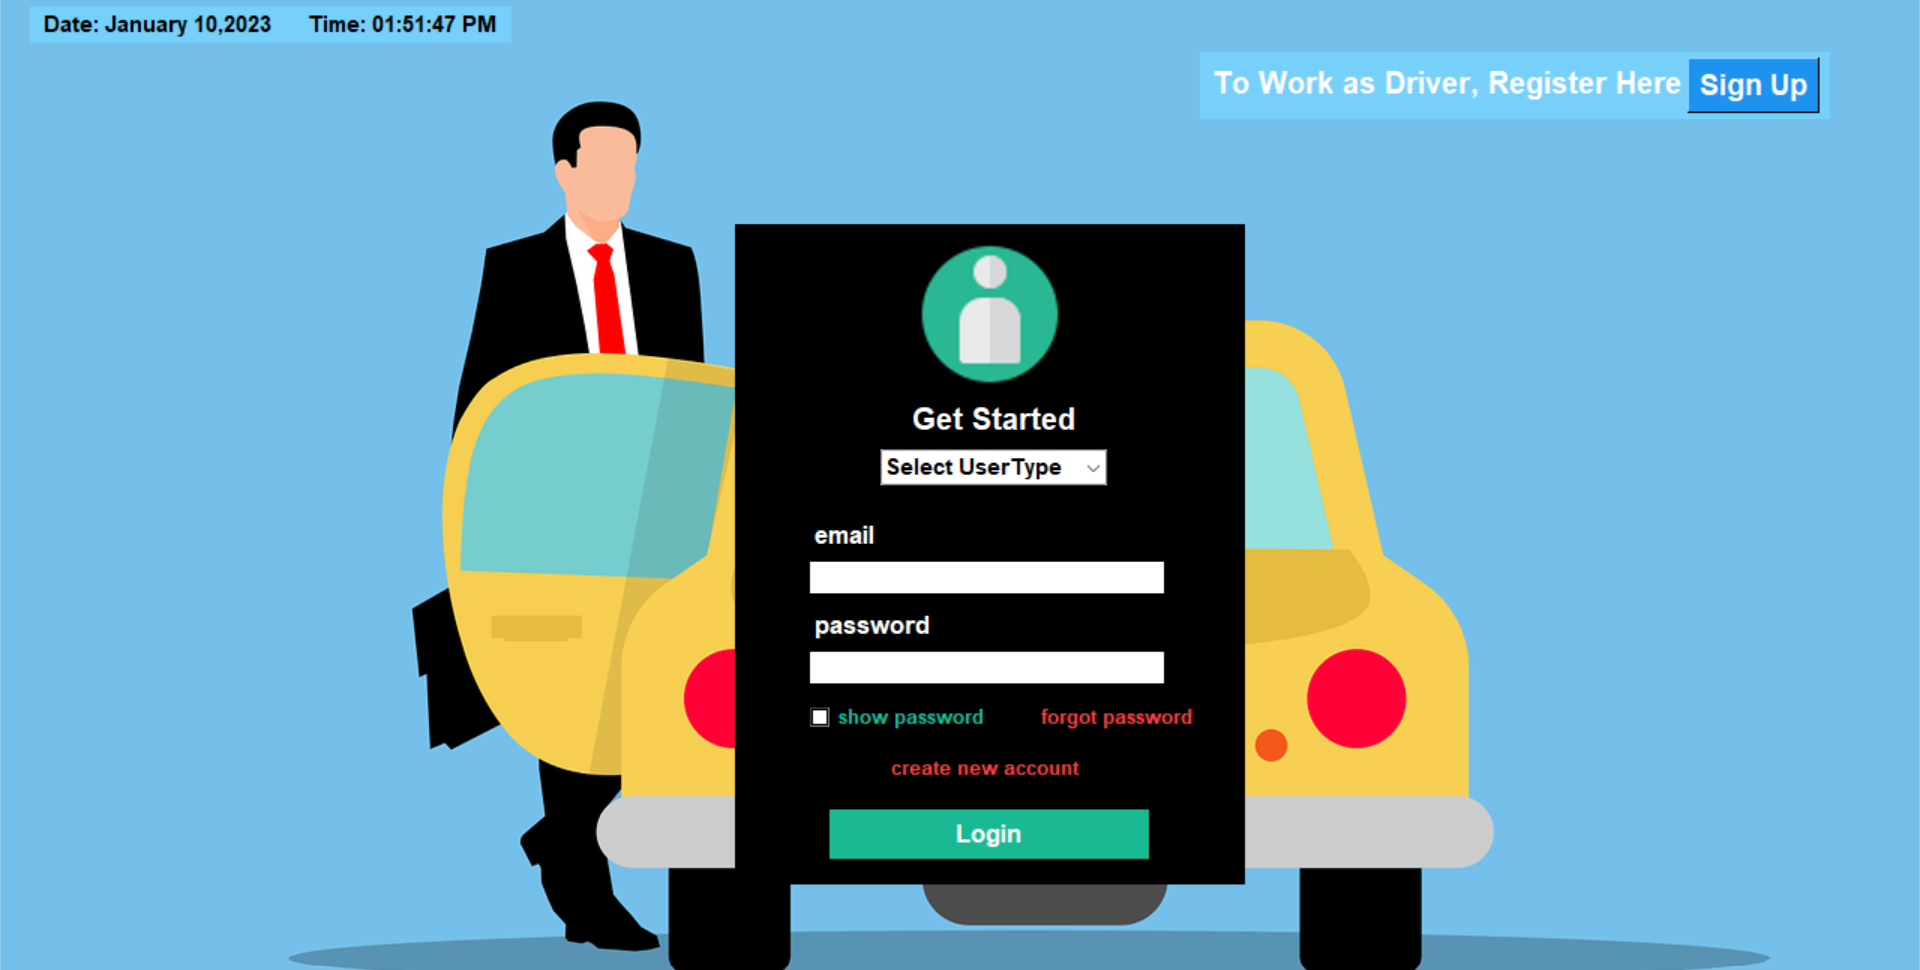 Date: January 10,2023 Time: 01:51:47 PM
To Work as Driver, Register Here Sign Up
Get Started
Select UserType
email
password
show password forgot password
create new account
Login